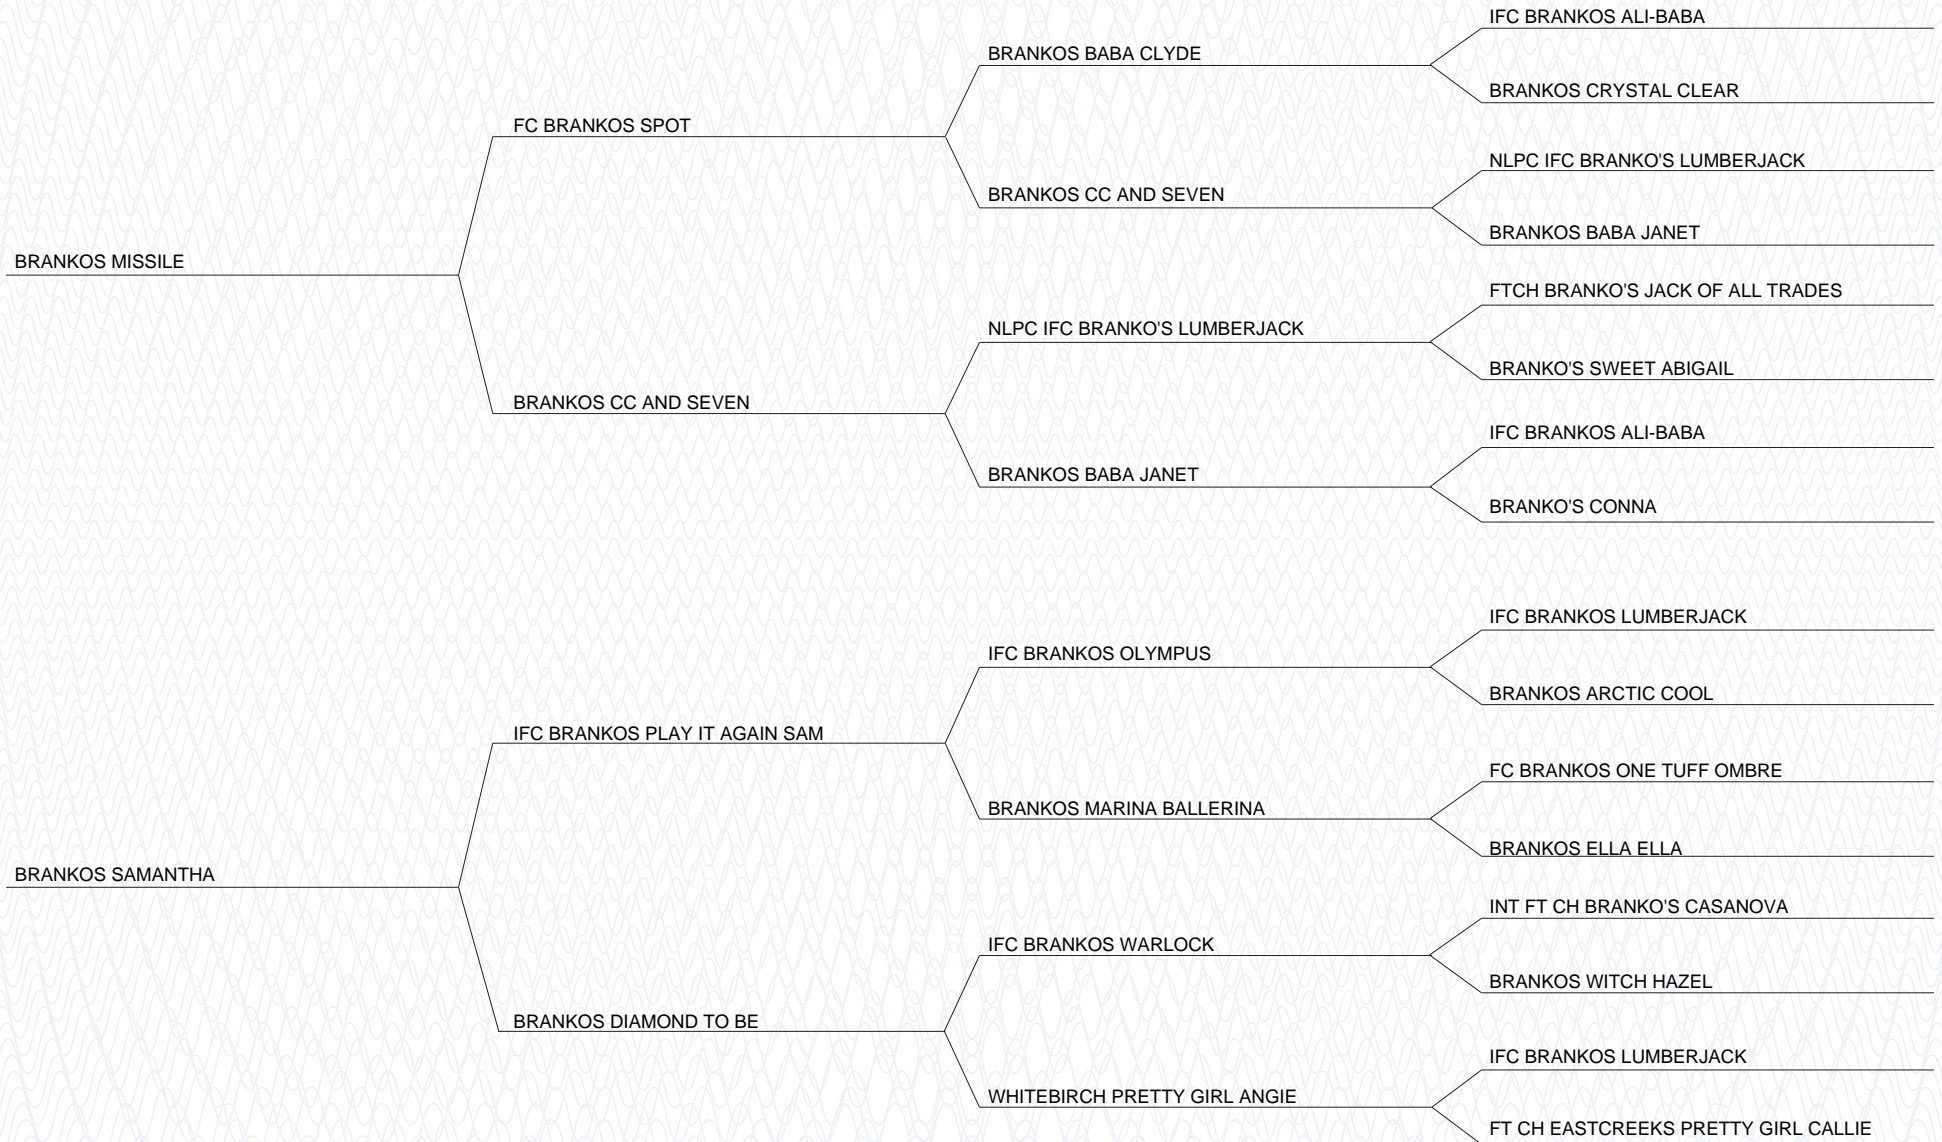 IFC BRANKOS ALI-BABA
BRANKOS BABA CLYDE
BRANKOS CRYSTAL CLEAR
FC BRANKOS SPOT
NLPC IFC BRANKO'S LUMBERJACK
BRANKOS CC AND SEVEN
BRANKOS BABA JANET
BRANKOS MISSILE
FTCH BRANKO'S JACK OF ALL TRADES
NLPC IFC BRANKO'S LUMBERJACK
BRANKO'S SWEET ABIGAIL
BRANKOS CC AND SEVEN
IFC BRANKOS ALI-BABA
BRANKOS BABA JANET
BRANKO'S CONNA
IFC BRANKOS LUMBERJACK
IFC BRANKOS OLYMPUS
BRANKOS ARCTIC COOL
IFC BRANKOS PLAY IT AGAIN SAM
FC BRANKOS ONE TUFF OMBRE
BRANKOS MARINA BALLERINA
BRANKOS ELLA ELLA
BRANKOS SAMANTHA
INT FT CH BRANKO'S CASANOVA
IFC BRANKOS WARLOCK
BRANKOS WITCH HAZEL
BRANKOS DIAMOND TO BE
IFC BRANKOS LUMBERJACK
WHITEBIRCH PRETTY GIRL ANGIE
FT CH EASTCREEKS PRETTY GIRL CALLIE